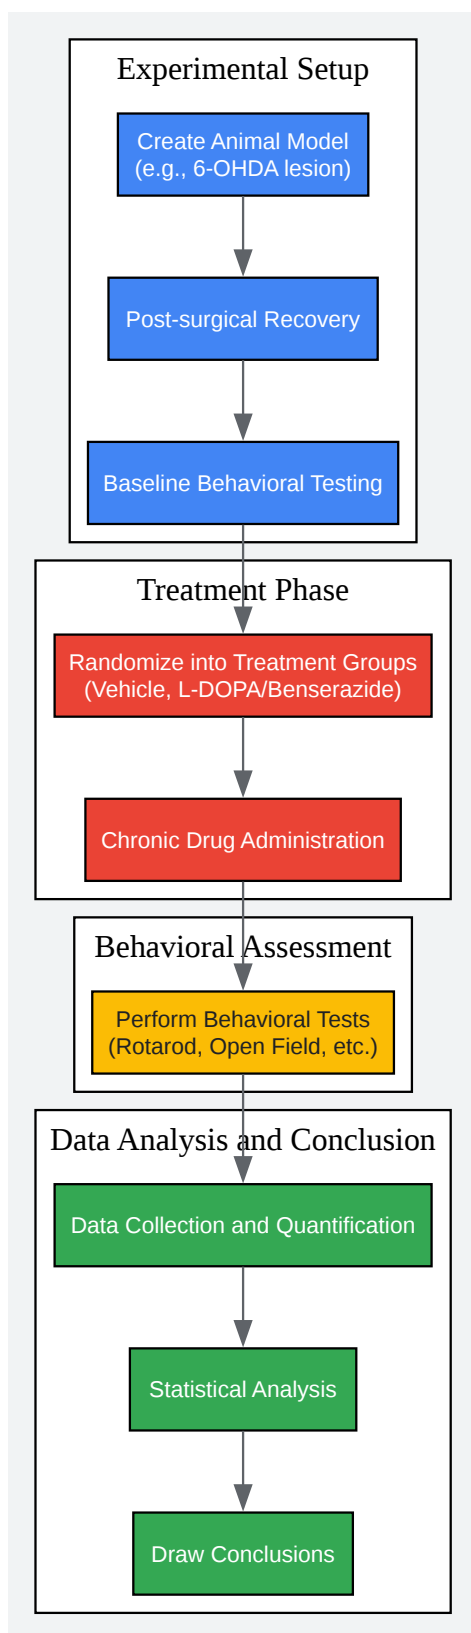 Experimental Setup
Create Animal Model
(e.g., 6-OHDA lesion)
Post-surgical Recovery
Baseline Behavioral Testing
Treatment Phase
Randomize into Treatment Groups
(Vehicle, L-DOPA/Benserazide)
Chronic Drug Administration
Behavioral Assessment
Perform Behavioral Tests
(Rotarod, Open Field, etc.)
Data Analysis and Conclusion
Data Collection and Quantification
Statistical Analysis
Draw Conclusions